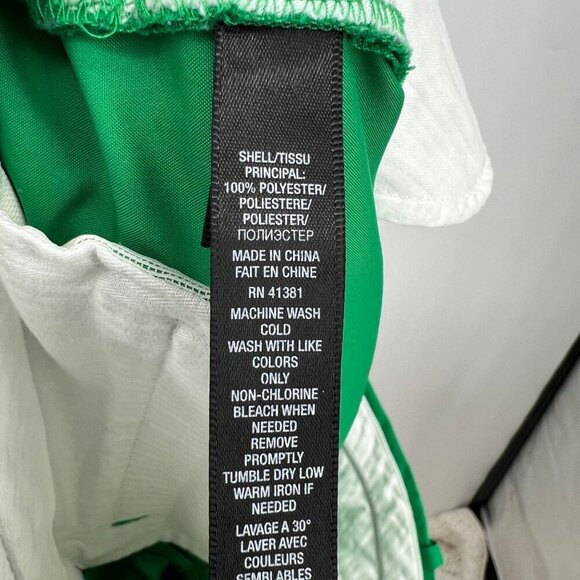 SHELL/TISSU
PRINCIPAL:
100% POLYESTER/
POLIESTERE/
POLIESTER/
ПОЛИЭСТЕР
MADE IN CHINA
FAIT EN CHINE
RN 41381
MACHINE WASH
COLD
WASH WITH LIKE
COLORS
ONLY
NON-CHLORINE
BLEACH WHEN
NEEDED
REMOVE
PROMPTLY
TUMBLE DRY LOW
WARM IRON IF
NEEDED
LAVAGE A 30°
LAVER AVEC
COULEURS
SEMBLABLES